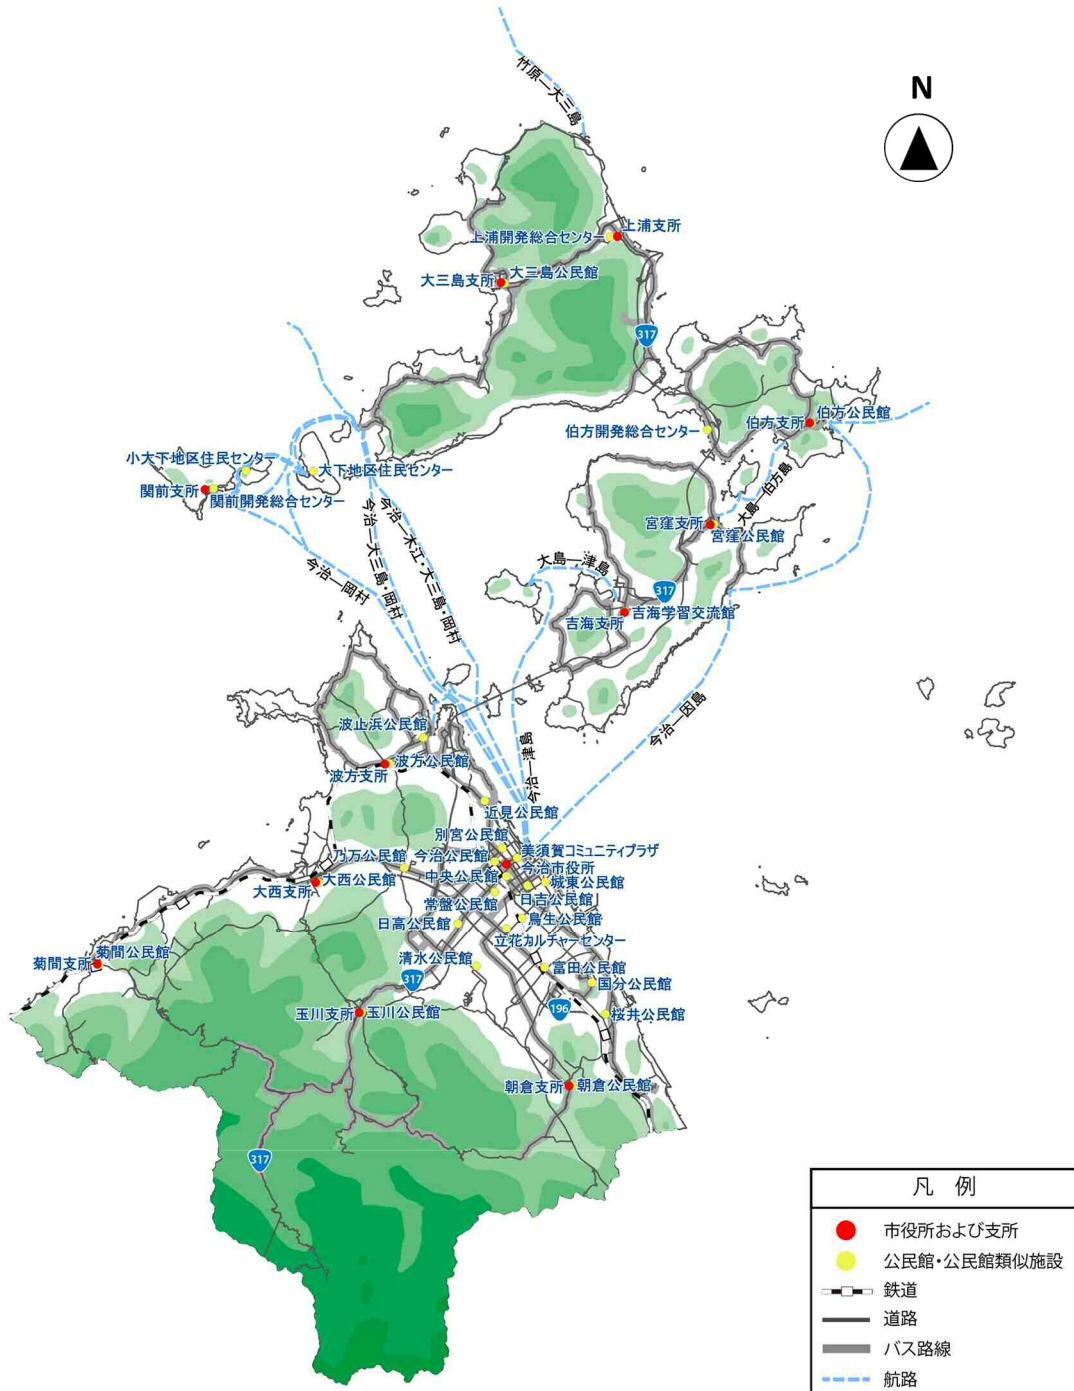 竹原―大三島
N
上浦支所
上浦開発総合センター
大三島公民館
大三島支所
317
伯方公民館
伯方支所
伯方開発総合センター
小大下地区住民センター
大下地区住民センター
関前支所
関前開発総合センター
大島―伯方島
宮窪支所
宮窪公民館
今治―木江・大三島・岡村
今治―大三島・岡村
今治―岡村
大島―津島
317
吉海学習交流館
吉海支所
今治―因島
波止浜公民館
今治―津島
波方公民館
波方支所
近見公民館
別宮公民館
美須賀コミュニティプラザ
乃万公民館
今治公民館
今治市役所
中央公民館
城東公民館
大西公民館
大西支所
日吉公民館
常盤公民館
鳥生公民館
日高公民館
立花カルチャーセンター
菊間公民館
菊間支所
清水公民館
富田公民館
317
国分公民館
196
桜井公民館
玉川支所
玉川公民館
朝倉支所
朝倉公民館
317
凡 例
市役所および支所
公民館・公民館類似施設
鉄道
道路
バス路線
航路